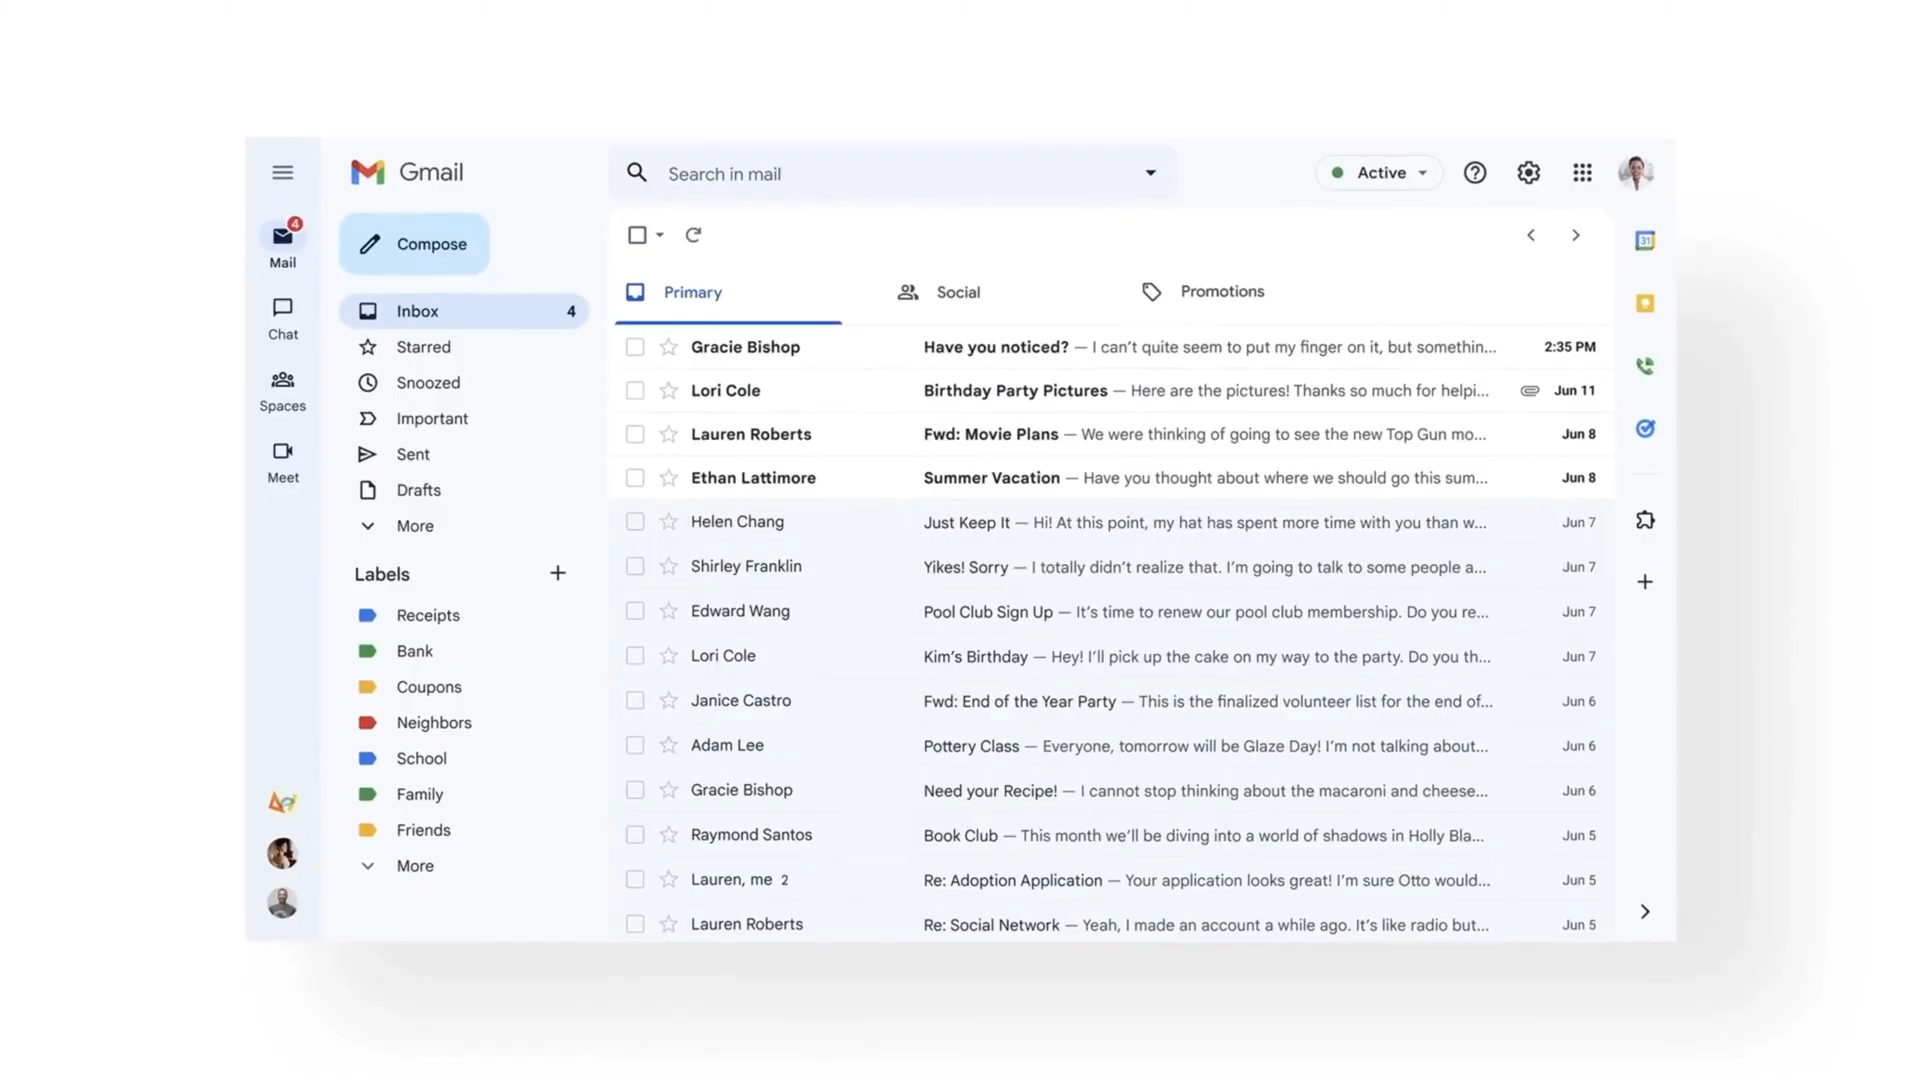 Gmail
Search in mail
Active
4
Mail
Compose
Chat
Spaces
Meet
Inbox 4
Starred
Snoozed
Important
Sent
Drafts
More
Labels
Receipts
Bank
Coupons
Neighbors
School
Family
Friends
More
31
Primary Social Promotions
Gracie Bishop Have you noticed? — I can’t quite seem to put my finger on it, but somethin... 2:35 PM
Lori Cole Birthday Party Pictures — Here are the pictures! Thanks so much for helpi... Jun 11
Lauren Roberts Fwd: Movie Plans — We were thinking of going to see the new Top Gun mo... Jun 8
Ethan Lattimore Summer Vacation — Have you thought about where we should go this sum... Jun 8
Helen Chang Just Keep It — Hi! At this point, my hat has spent more time with you than w... Jun 7
Shirley Franklin Yikes! Sorry — I totally didn’t realize that. I’m going to talk to some people a... Jun 7
Edward Wang Pool Club Sign Up — It’s time to renew our pool club membership. Do you re... Jun 7
Lori Cole Kim’s Birthday — Hey! I’ll pick up the cake on my way to the party. Do you th... Jun 7
Janice Castro Fwd: End of the Year Party — This is the finalized volunteer list for the end of... Jun 6
Adam Lee Pottery Class — Everyone, tomorrow will be Glaze Day! I’m not talking about... Jun 6
Gracie Bishop Need your Recipe! — I cannot stop thinking about the macaroni and cheese... Jun 6
Raymond Santos Book Club — This month we’ll be diving into a world of shadows in Holly Bla... Jun 5
Lauren, me 2 Re: Adoption Application — Your application looks great! I’m sure Otto would... Jun 5
Lauren Roberts Re: Social Network — Yeah, I made an account a while ago. It’s like radio but... Jun 5